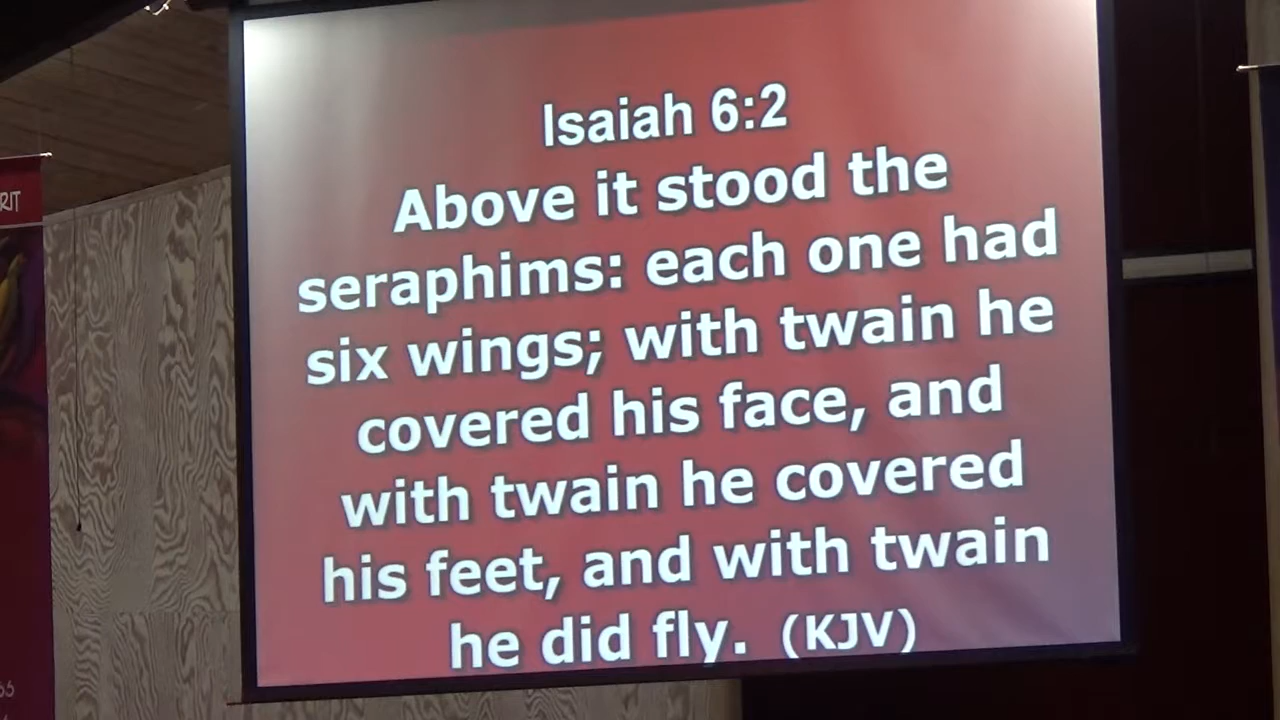 Isaiah 6:2
Above it stood the
seraphims: each one had
six wings; with twain he
covered his face, and
with twain he covered
his feet, and with twain
he did fly. (KJV)